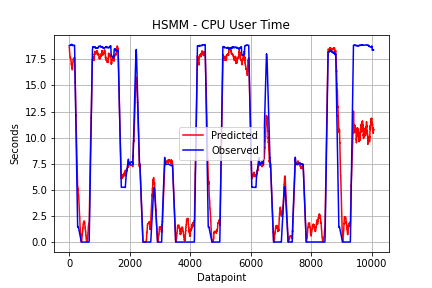 HSMM - CPU User Time
Seconds
17.5
15.0
12.5
10.0
7.5
5.0
2.5
0.0
Predicted
Observed
0 2000 4000 6000 8000 10000
Datapoint